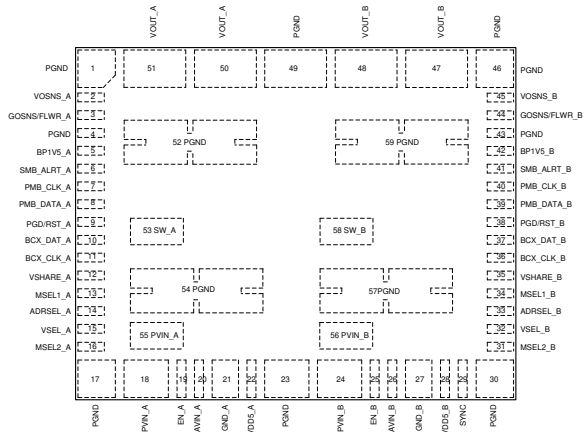 VOUT_A VOUT_A PGND VOUT_B VOUT_B PGND
PGND 1 51 50 49 48 47 46 PGND
VOSNS_A 2 45 VOSNS_B
GOSNS/FLWR_A 3 44 GOSNS/FLWR_B
PGND 4 43 PGND
52 PGND 59 PGND
BP1V5_A 5 42 BP1V5_B
SMB_ALRT_A 6 41 SMB_ALRT_B
PMB_CLK_A 7 40 PMB_CLK_B
PMB_DATA_A 8 39 PMB_DATA_B
PGD/RST_A 9 38 PGD/RST_B
53 SW_A 58 SW_B
BCX_DAT_A 10 37 BCX_DAT_B
BCX_CLK_A 11 36 BCX_CLK_B
VSHARE_A 12 35 VSHARE_B
54 PGND 57PGND
MSEL1_A 13 34 MSEL1_B
ADRSEL_A 14 33 ADRSEL_B
VSEL_A 15 32 VSEL_B
55 PVIN_A 56 PVIN_B
MSEL2_A 16 31 MSEL2_B
17 18 19 20 21 22 23 24 25 26 27 28 29 30
PGND PVIN_A EN_A AVIN_A GND_A VDD5_A PGND PVIN_B EN_B AVIN_B GND_B VDD5_B SYNC PGND